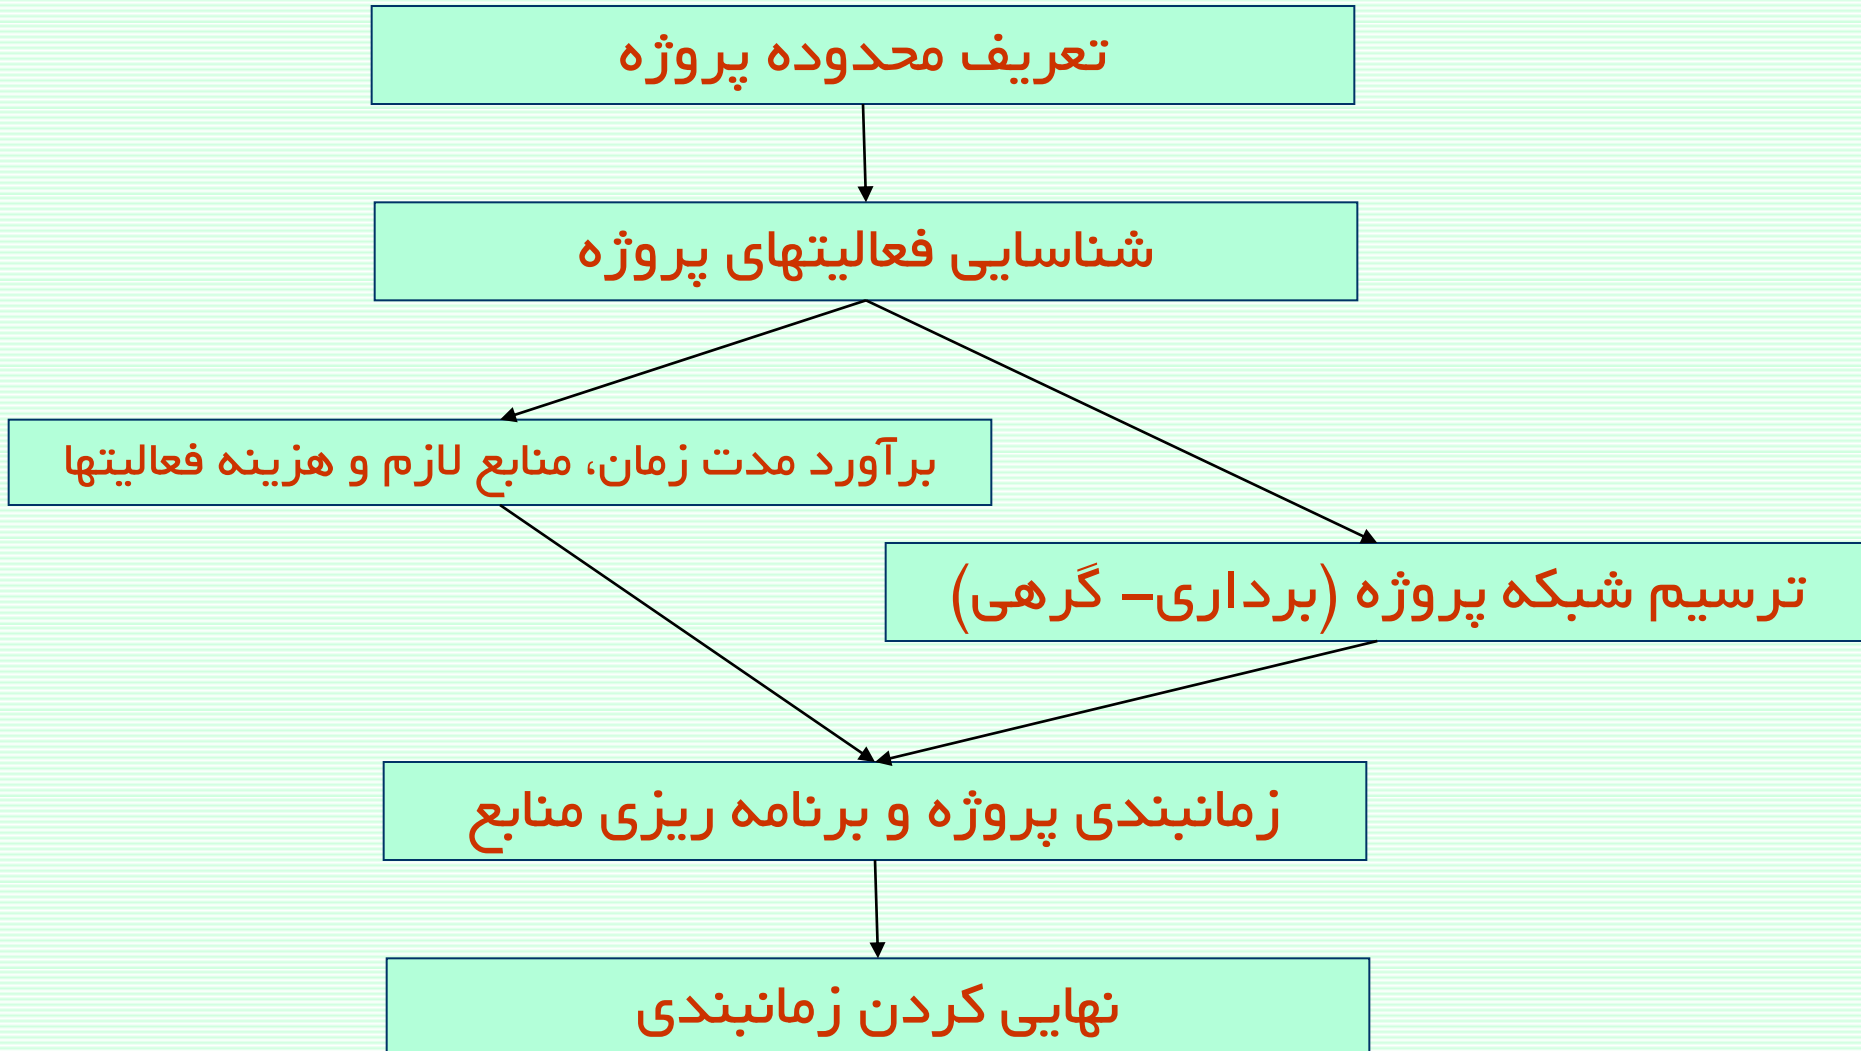 تعریف محدوده پروژه
شناسایی فعالیتهای پروژه
برآورد مدت زمان، منابع لازم و هزینه فعالیتها
ترسیم شبکه پروژه (برداری– گرهی)
زمانبندی پروژه و برنامه ریزی منابع
نهایی کردن زمانبندی